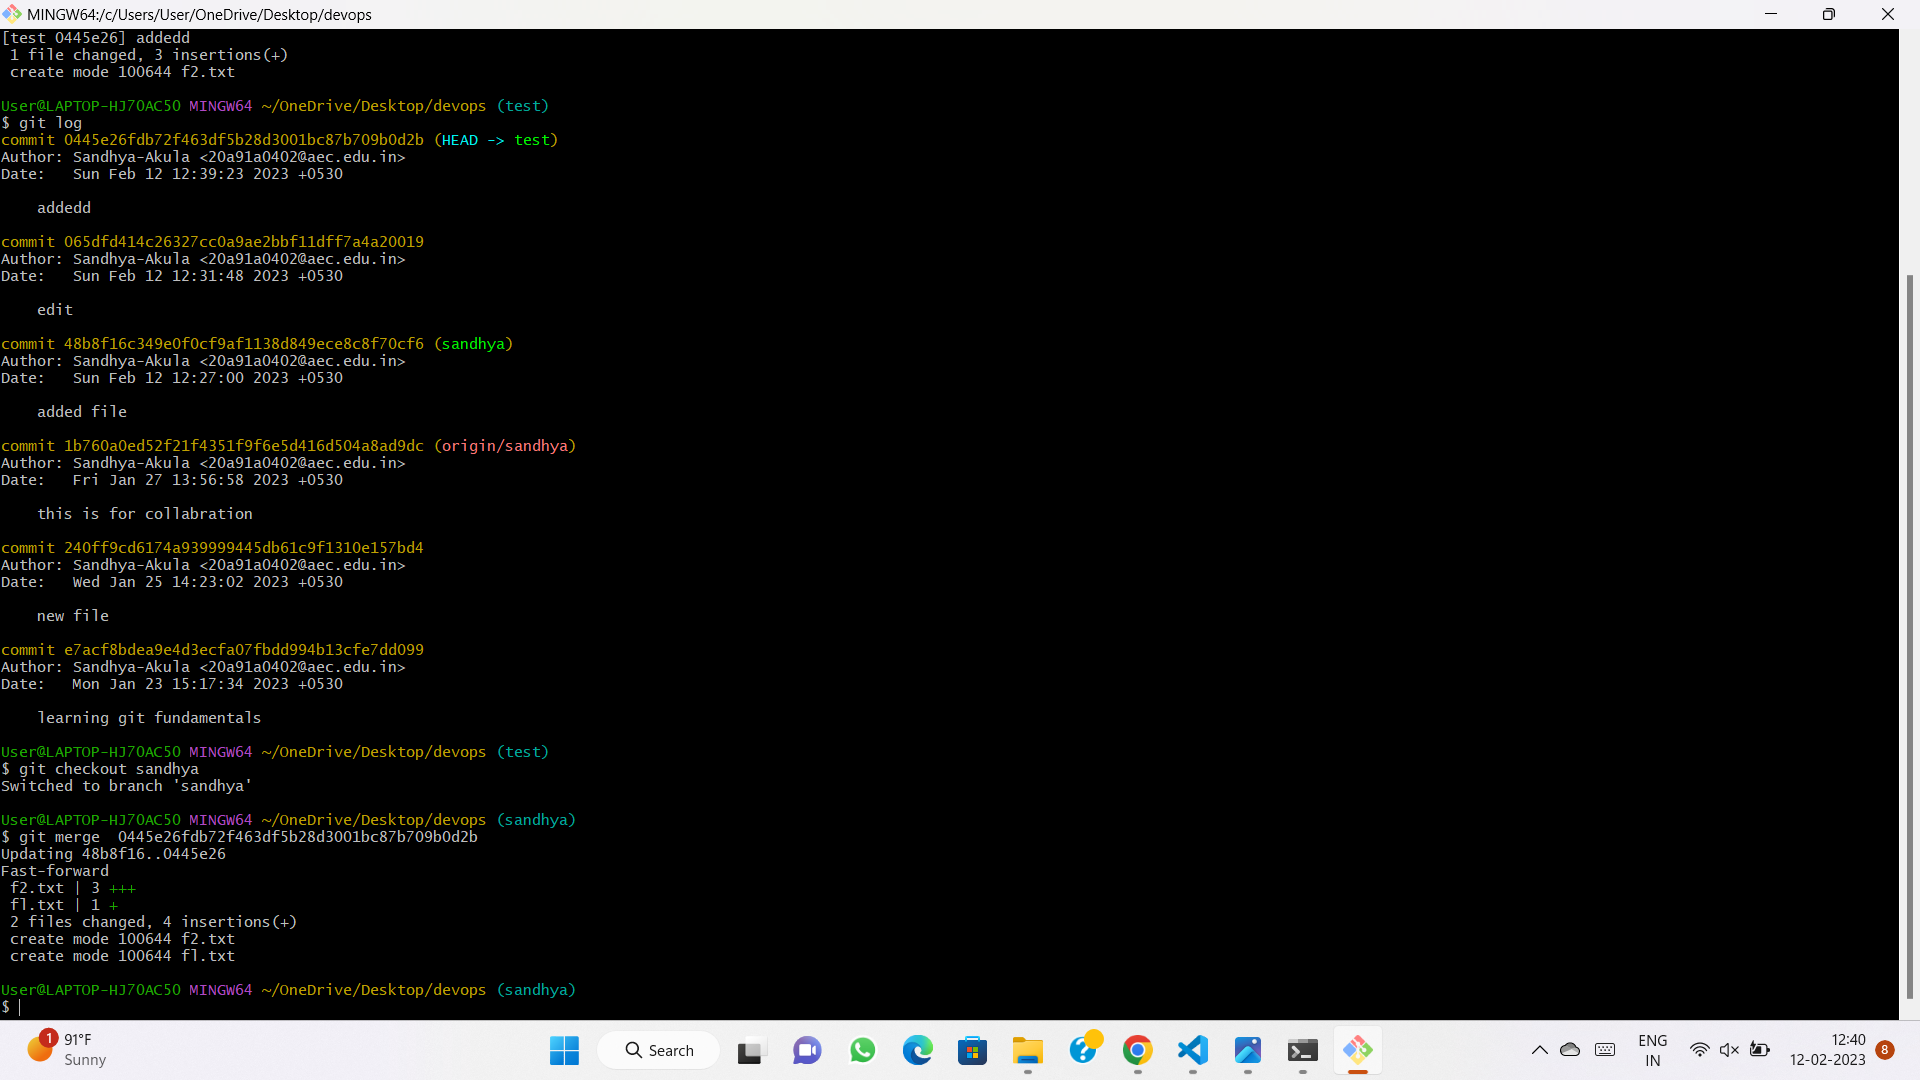 MINGW64:/c/Users/User/OneDrive/Desktop/devops
[test 0445e26] addedd
 1 file changed, 3 insertions(+)
 create mode 100644 f2.txt
User@LAPTOP-HJ70AC50 MINGW64 ~/OneDrive/Desktop/devops (test)
$ git log
commit 0445e26fdb72f463df5b28d3001bc87b709b0d2b (HEAD -> test)
Author: Sandhya-Akula <20a91a0402@aec.edu.in>
Date:   Sun Feb 12 12:39:23 2023 +0530
    addedd
commit 065dfd414c26327cc0a9ae2bbf11dff7a4a20019
Author: Sandhya-Akula <20a91a0402@aec.edu.in>
Date:   Sun Feb 12 12:31:48 2023 +0530
    edit
commit 48b8f16c349e0f0cf9af1138d849ece8c8f70cf6 (sandhya)
Author: Sandhya-Akula <20a91a0402@aec.edu.in>
Date:   Sun Feb 12 12:27:00 2023 +0530
    added file
commit 1b760a0ed52f21f4351f9f6e5d416d504a8ad9dc (origin/sandhya)
Author: Sandhya-Akula <20a91a0402@aec.edu.in>
Date:   Fri Jan 27 13:56:58 2023 +0530
    this is for collabration
commit 240ff9cd6174a939999445db61c9f1310e157bd4
Author: Sandhya-Akula <20a91a0402@aec.edu.in>
Date:   Wed Jan 25 14:23:02 2023 +0530
    new file
commit e7acf8bdea9e4d3ecfa07fbdd994b13cfe7dd099
Author: Sandhya-Akula <20a91a0402@aec.edu.in>
Date:   Mon Jan 23 15:17:34 2023 +0530
    learning git fundamentals
User@LAPTOP-HJ70AC50 MINGW64 ~/OneDrive/Desktop/devops (test)
$ git checkout sandhya
Switched to branch 'sandhya'
User@LAPTOP-HJ70AC50 MINGW64 ~/OneDrive/Desktop/devops (sandhya)
$ git merge  0445e26fdb72f463df5b28d3001bc87b709b0d2b
Updating 48b8f16..0445e26
Fast-forward
 f2.txt | 3 +++
 fl.txt | 1 +
 2 files changed, 4 insertions(+)
 create mode 100644 f2.txt
 create mode 100644 fl.txt
User@LAPTOP-HJ70AC50 MINGW64 ~/OneDrive/Desktop/devops (sandhya)
$
1
91°F
Sunny
Search
ENG
IN
12:40
12-02-2023
8